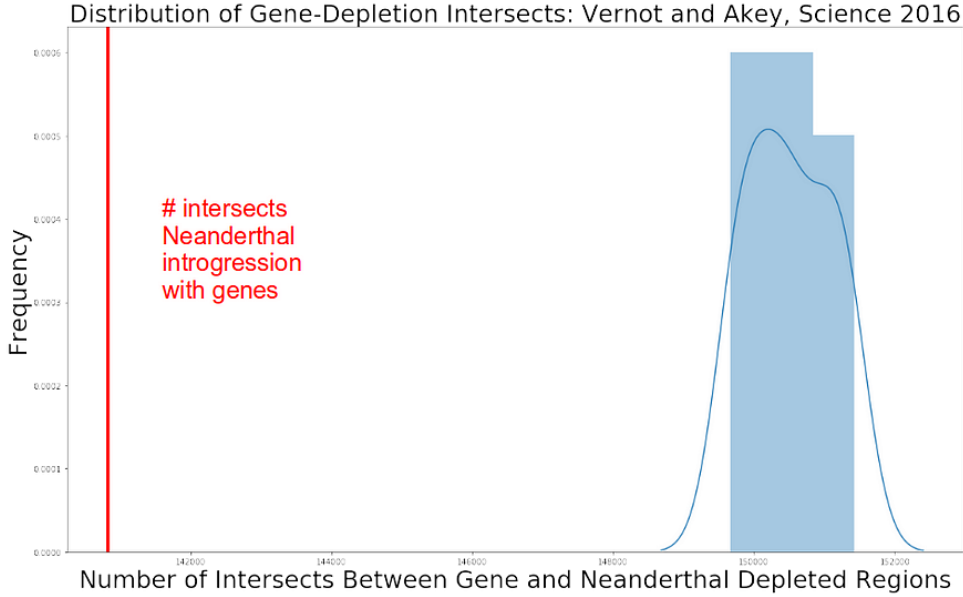 Distribution of Gene-Depletion Intersects: Vernot and Akey, Science 2016
0.0006
0.0005
0.0004
0.0003
0.0002
0.0001
0.0000
Frequency
# intersects
Neanderthal
introgression
with genes
142000
144000
146000
148000
150000
152000
Number of Intersects Between Gene and Neanderthal Depleted Regions